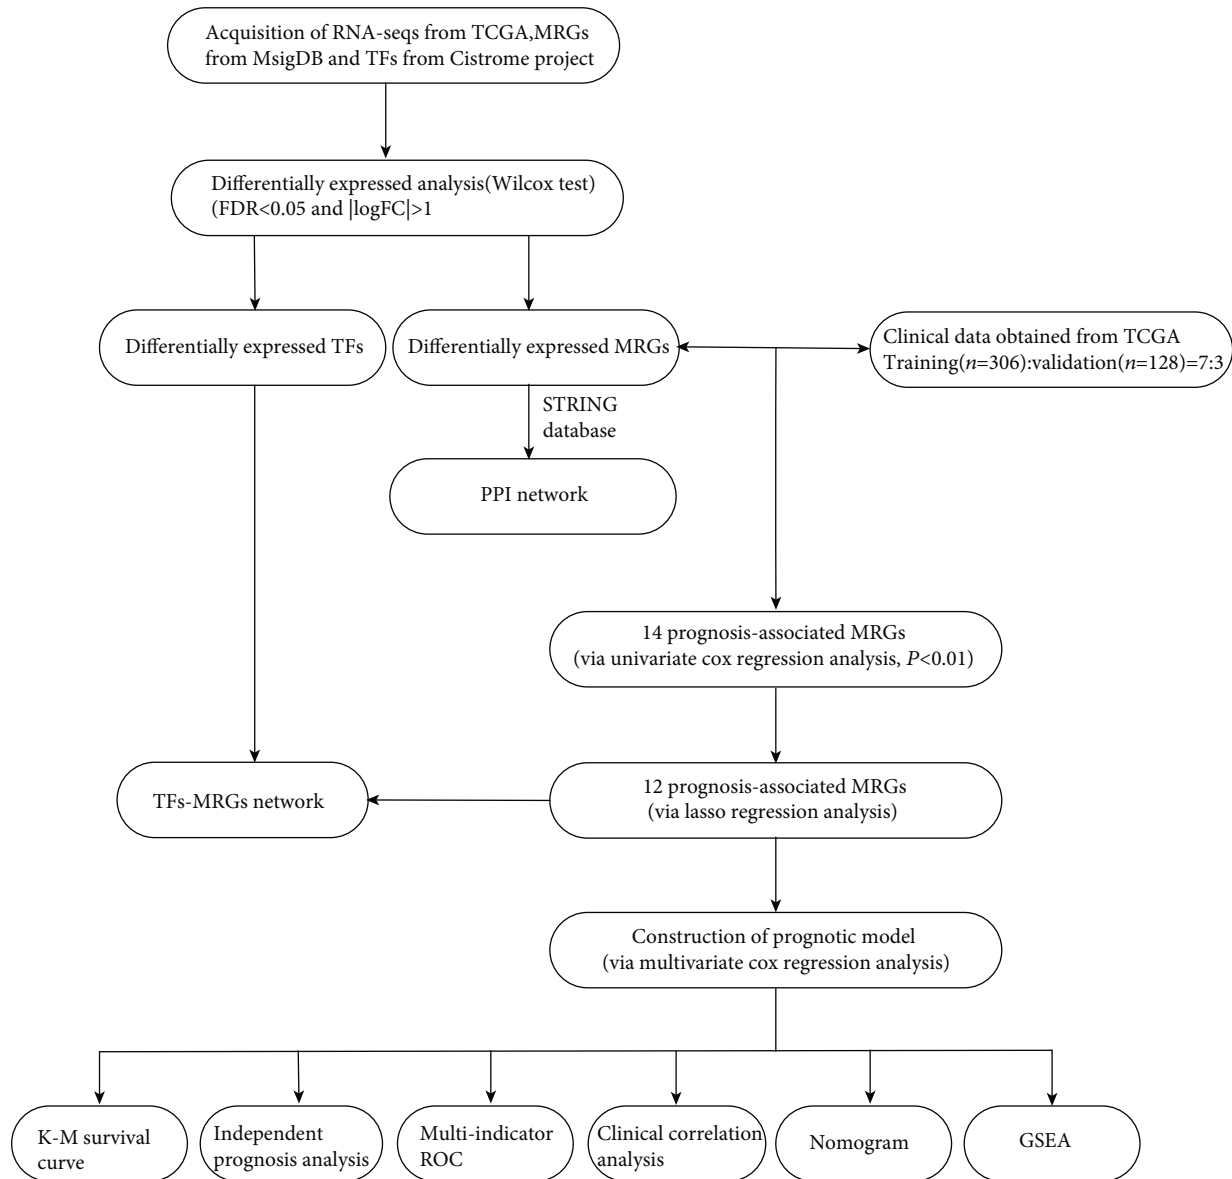 Acquisition of RNA-seqs from TCGA,MRGs
from MsigDB and TFs from Cistrome project
Differentially expressed analysis(Wilcox test)
(FDR<0.05 and |logFC|>1
Differentially expressed TFs
Differentially expressed MRGs
Clinical data obtained from TCGA
Training(n=306):validation(n=128)=7:3
STRING
database
PPI network
14 prognosis-associated MRGs
(via univariate cox regression analysis, P<0.01)
TFs-MRGs network
12 prognosis-associated MRGs
(via lasso regression analysis)
Construction of prognotic model
(via multivariate cox regression analysis)
K-M survival
curve
Independent
prognosis analysis
Multi-indicator
ROC
Clinical correlation
analysis
Nomogram
GSEA